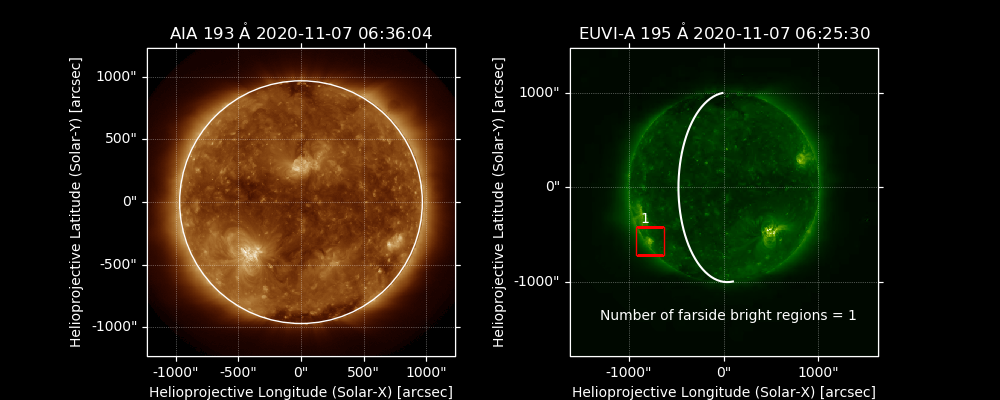 AIA 193 Å 2020-11-07 06:36:04
Helioprojective Latitude (Solar-Y) [arcsec]
1000"
500"
0"
-500"
-1000"
-1000"
-500"
0"
500"
1000"
Helioprojective Longitude (Solar-X) [arcsec]
EUVI-A 195 Å 2020-11-07 06:25:30
Helioprojective Latitude (Solar-Y) [arcsec]
1000"
0"
-1000"
1
Number of farside bright regions = 1
-1000"
0"
1000"
Helioprojective Longitude (Solar-X) [arcsec]